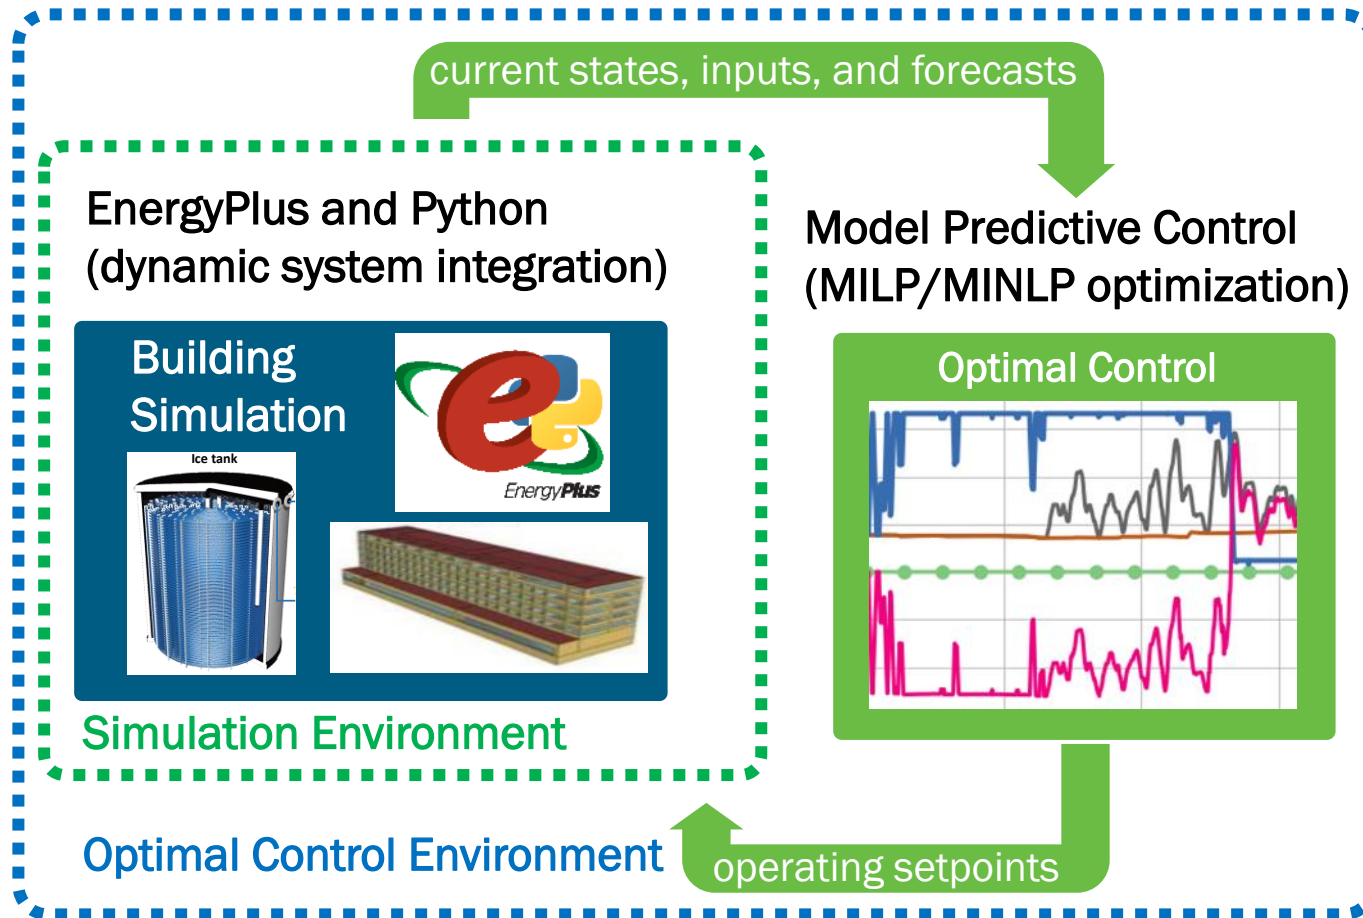 current states, inputs, and forecasts
EnergyPlus and Python
(dynamic system integration)
Model Predictive Control
(MILP/MINLP optimization)
Building
Simulation
Ice tank
EnergyPlus
Optimal Control
Simulation Environment
Optimal Control Environment
operating setpoints